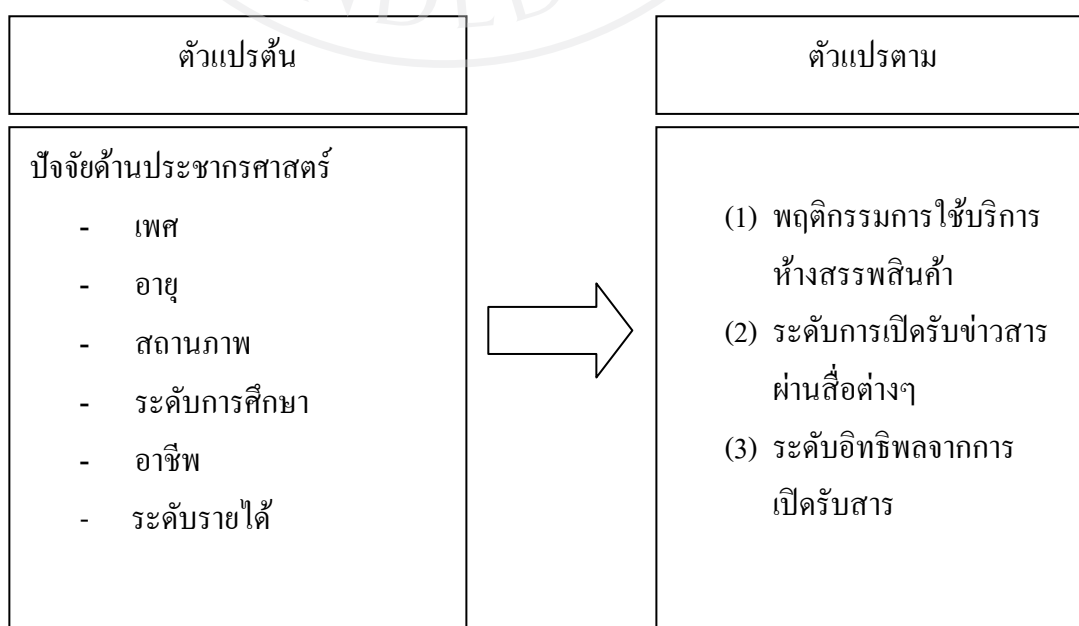 ตัวแปรต้น
ปัจจัยด้านประชากรศาสตร์
- เพศ
- อายุ
- สถานภาพ
- ระดับการศึกษา
- อาชีพ
- ระดับรายได้
ตัวแปรตาม
(1) พฤติกรรมการใช้บริการ
ห้างสรรพสินค้า
(2) ระดับการเปิดรับข่าวสาร
ผ่านสื่อต่างๆ
(3) ระดับอิทธิพลจากการ
เปิดรับสาร